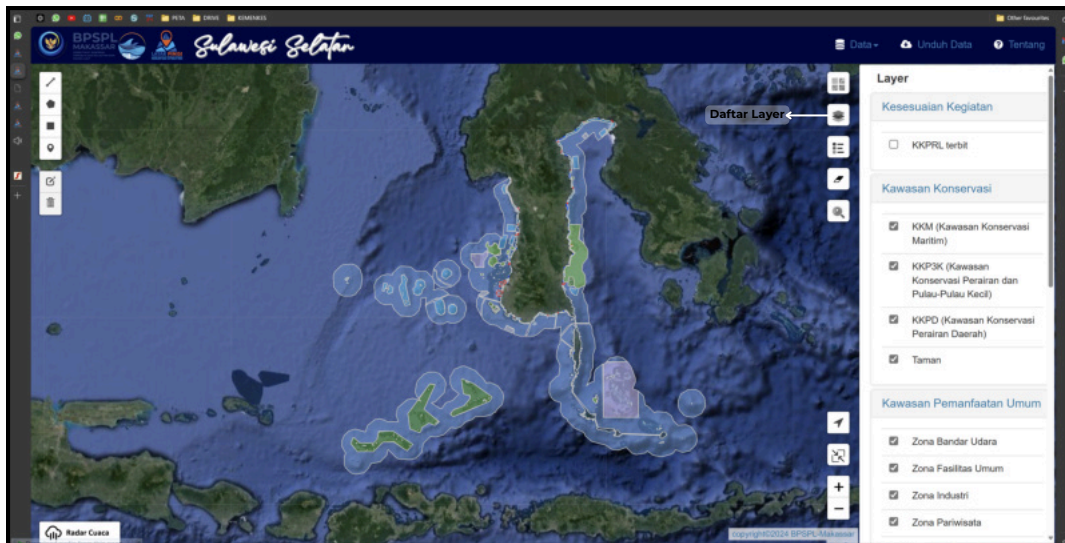 PETA
DRIVE
KEMENKES
Other favourites
BPSPL
MAKASSAR
Sulawesi Selatan
Data
Unduh Data
Tentang
Daftar Layer
Layer
Kesesuaian Kegiatan
KKPRL terbit
Kawasan Konservasi
KKM (Kawasan Konservasi
Maritim)
KKP3K (Kawasan
Konservasi Perairan dan
Pulau-Pulau Kecil)
KKPD (Kawasan Konservasi
Perairan Daerah)
Taman
Kawasan Pemanfaatan Umum
Zona Bandar Udara
Zona Fasilitas Umum
Zona Industri
Zona Pariwisata
Radar Cuaca
copyright©2024 BPSPL Makassar